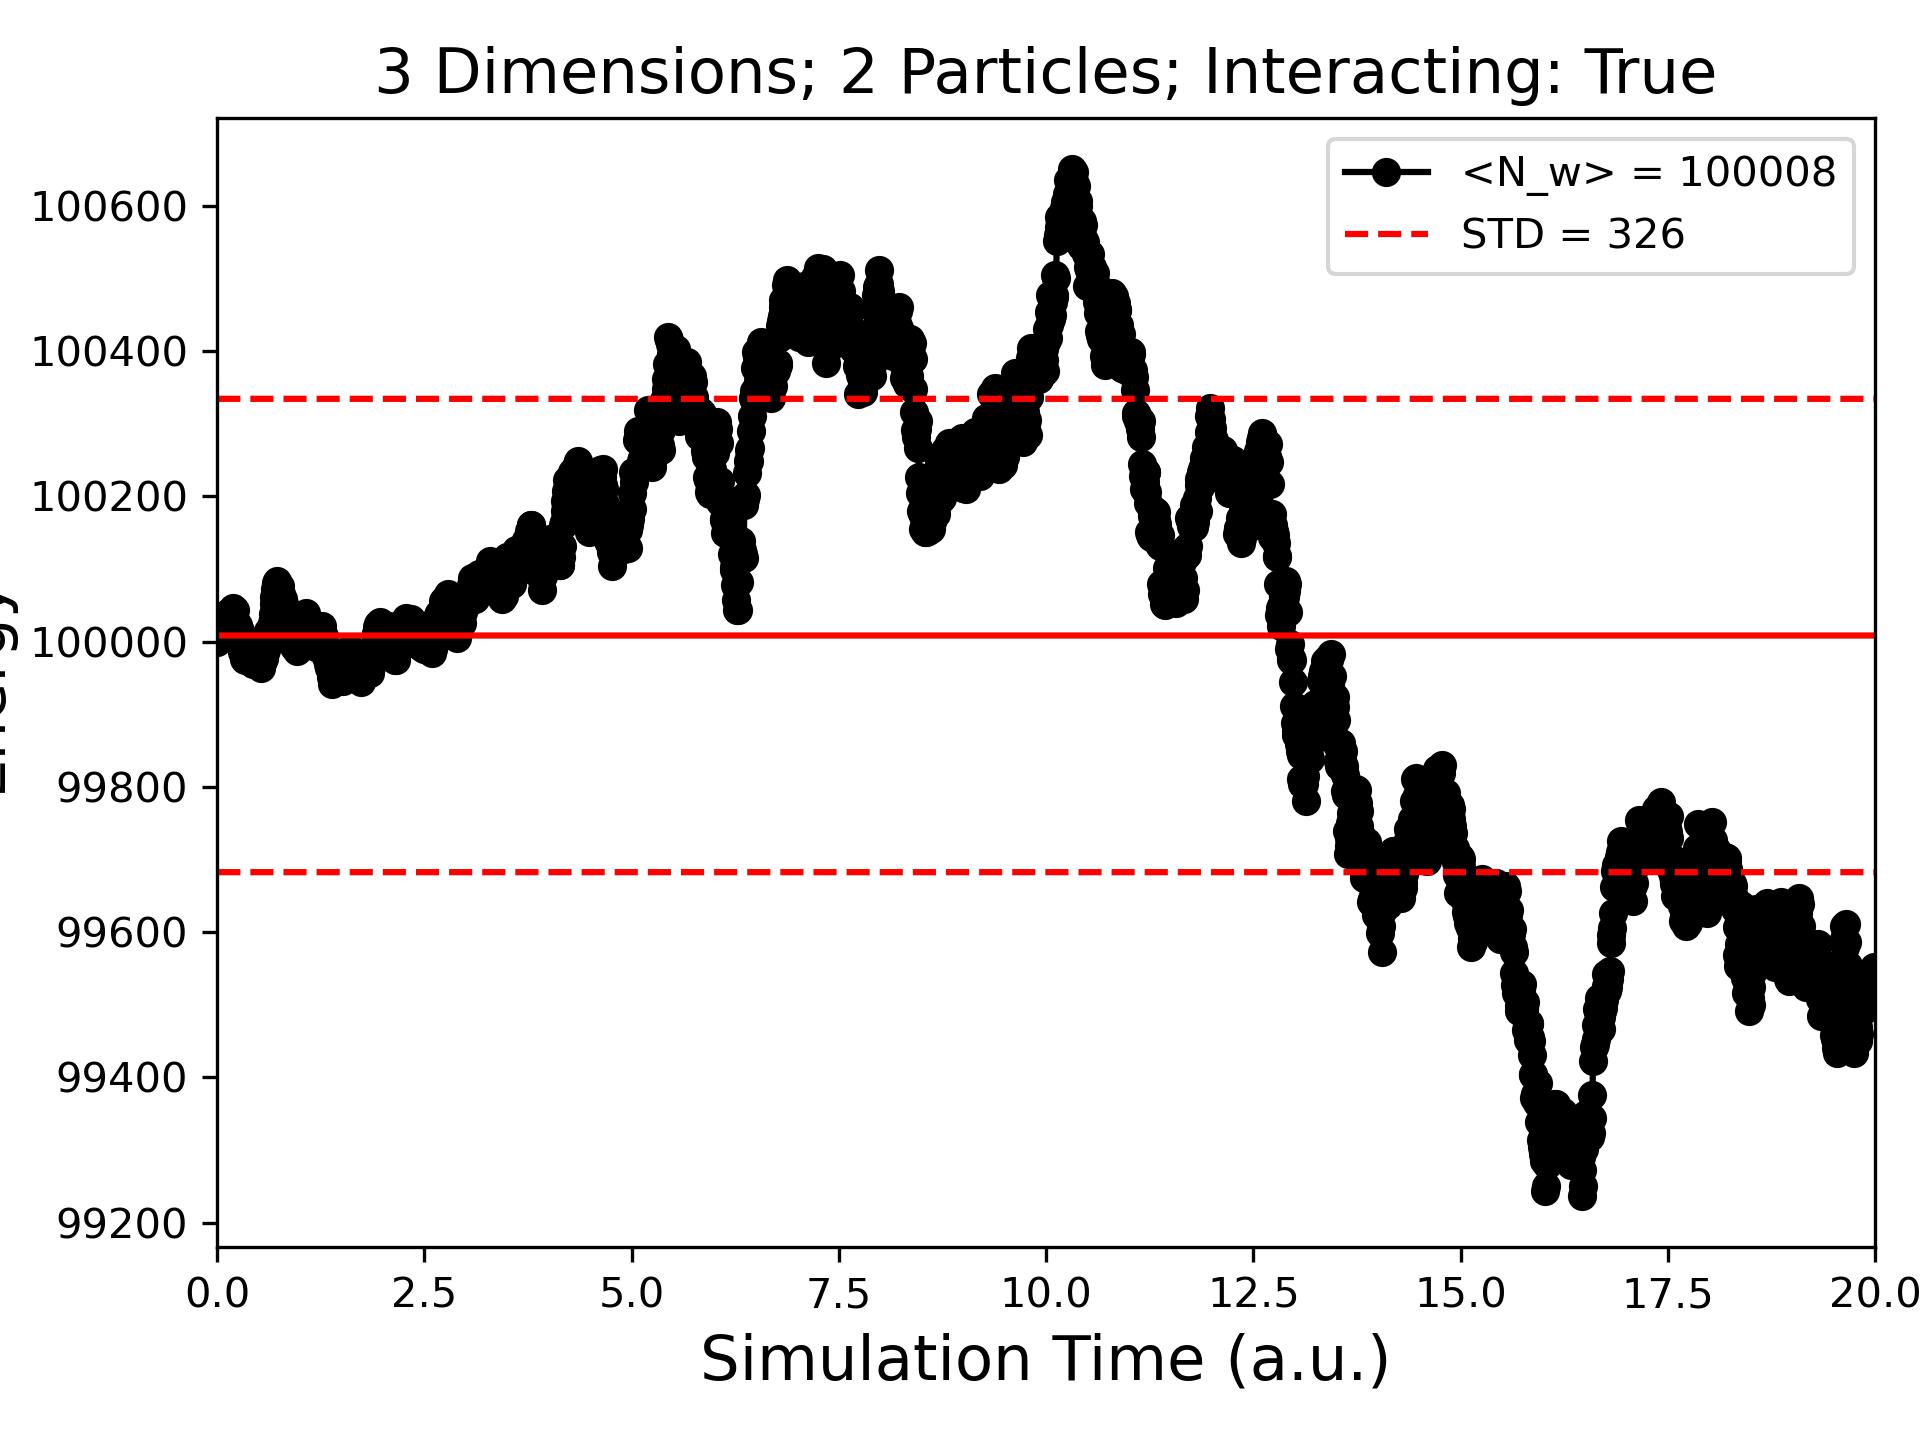 3 Dimensions; 2 Particles; Interacting: True
<N_w> = 100008
STD = 326
100600
100400
100200
100000
99800
99600
99400
99200
Energy
0.0 2.5 5.0 7.5 10.0 12.5 15.0 17.5 20.0
Simulation Time (a.u.)